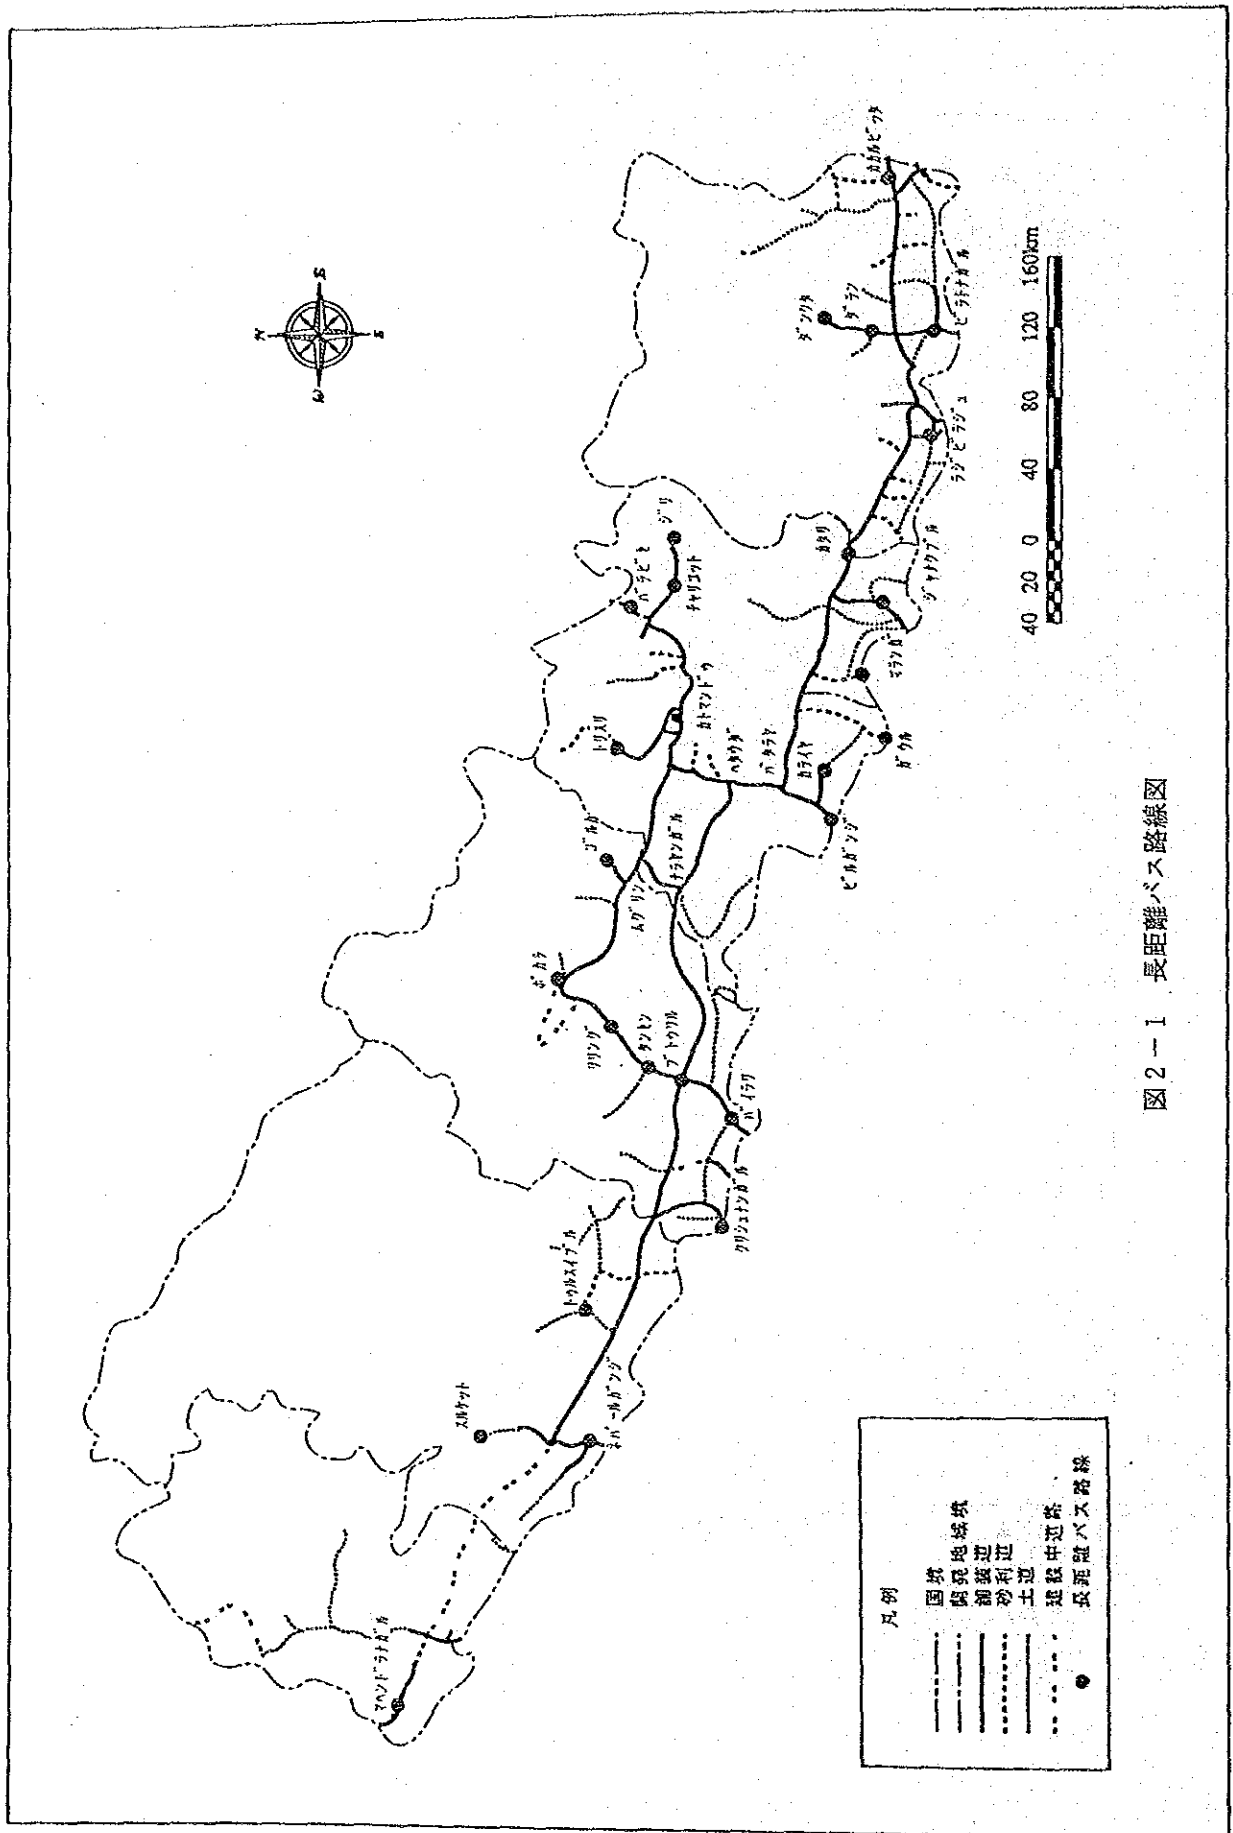 N
W
S
E
マヘンドラナガル
スルケット
ネパールガンジ
トゥルスイプル
クリシュナンガル
バイラワ
ブトゥワル
タンセン
ワリング
ポカラ
ムグリン
ナラヤンガル
ゴルカ
トリスリ
カトマンドゥ
ヘタウダ
パタラヤ
カライヤ
ビルガンジ
ガウル
マランガ
バラビセ
チャリコット
ジリ
カタリ
ジャナクプル
ラジビラジュ
ダンクタ
ダラン
ビラトナガル
カカルビッタ
40 20 0 40 80 120 160km
凡例
国境
開発地域境
舗装道
砂利道
土道
建設中道路
長距離バス路線
図2-1 長距離バス路線図